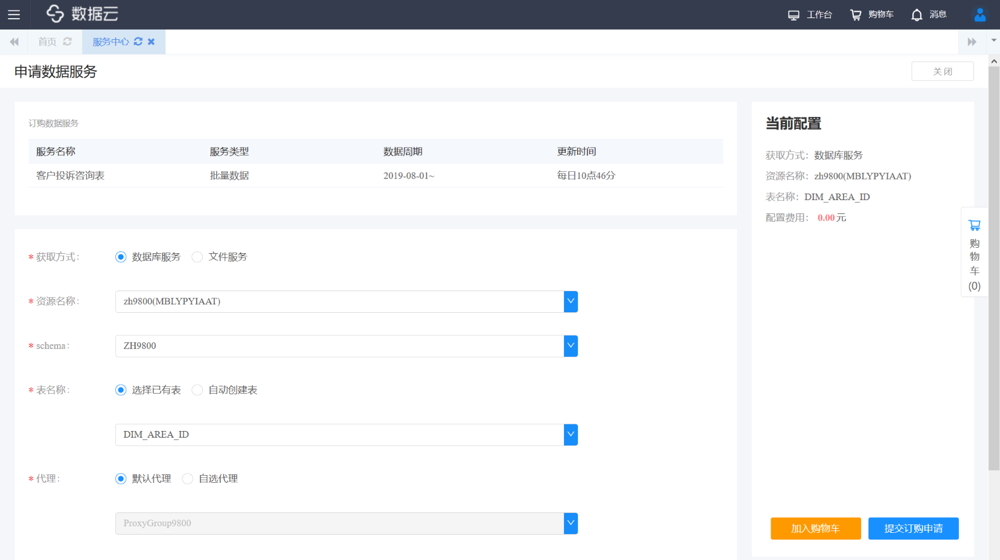 数据云
工作台
购物车
消息
首页
服务中心
申请数据服务
关 闭
订购数据服务
服务名称 服务类型 数据周期 更新时间
客户投诉咨询表 批量数据 2019-08-01~ 每日10点46分
* 获取方式: 数据库服务 文件服务
* 资源名称: zh9800(MBLYPYIAAT)
* schema: ZH9800
* 表名称: 选择已有表 自动创建表
DIM_AREA_ID
* 代理: 默认代理 自选代理
ProxyGroup9800
当前配置
获取方式: 数据库服务
资源名称: zh9800(MBLYPYIAAT)
表名称: DIM_AREA_ID
配置费用: 0.00元
购
物
车
(0)
加入购物车
提交订购申请